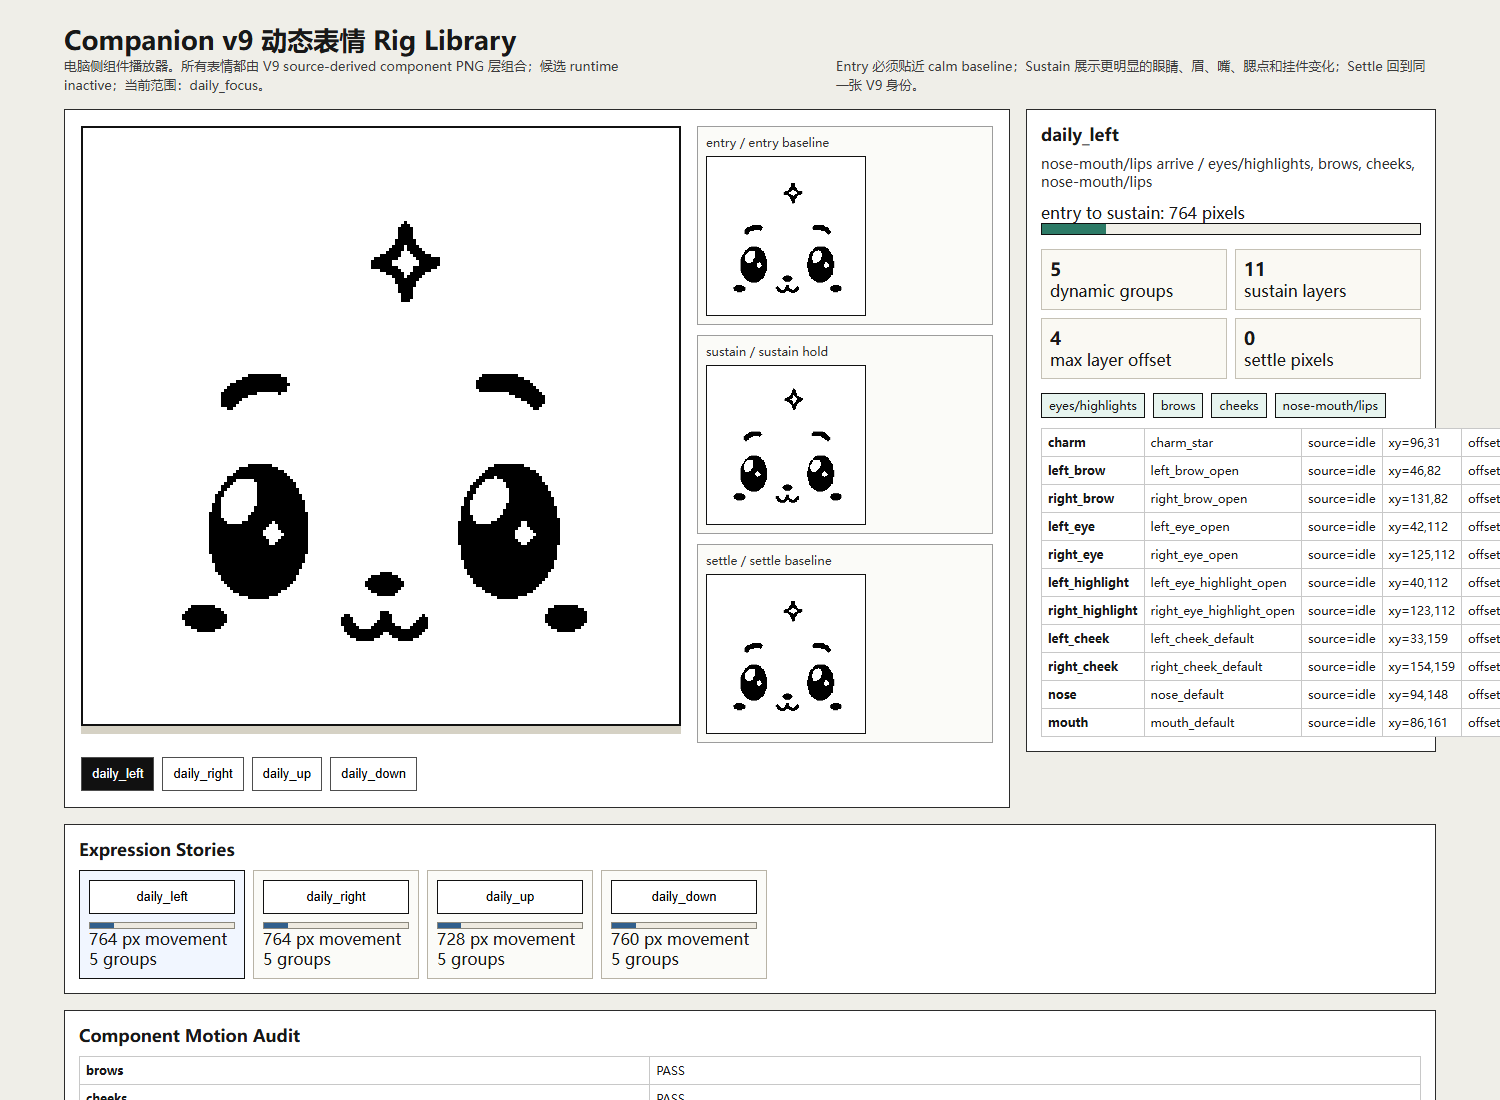 Companion v9 动态表情 Rig Library
电脑侧组件播放器。所有表情都由 V9 source-derived component PNG 层组合；候选 runtime
inactive；当前范围：daily_focus。
Entry 必须贴近 calm baseline；Sustain 展示更明显的眼睛、眉、嘴、腮点和挂件变化；Settle 回到同
一张 V9 身份。
entry / entry baseline
sustain / sustain hold
settle / settle baseline
daily_left daily_right daily_up daily_down
daily_left
nose-mouth/lips arrive / eyes/highlights, brows, cheeks,
nose-mouth/lips
entry to sustain: 764 pixels
5
dynamic groups
11
sustain layers
4
max layer offset
0
settle pixels
eyes/highlights brows cheeks nose-mouth/lips
charm charm_star source=idle xy=96,31 offset
left_brow left_brow_open source=idle xy=46,82 offset
right_brow right_brow_open source=idle xy=131,82 offset
left_eye left_eye_open source=idle xy=42,112 offset
right_eye right_eye_open source=idle xy=125,112 offset
left_highlight left_eye_highlight_open source=idle xy=40,112 offset
right_highlight right_eye_highlight_open source=idle xy=123,112 offset
left_cheek left_cheek_default source=idle xy=33,159 offset
right_cheek right_cheek_default source=idle xy=154,159 offset
nose nose_default source=idle xy=94,148 offset
mouth mouth_default source=idle xy=86,161 offset
Expression Stories
daily_left
764 px movement
5 groups
daily_right
764 px movement
5 groups
daily_up
728 px movement
5 groups
daily_down
760 px movement
5 groups
Component Motion Audit
brows PASS
cheeks PASS